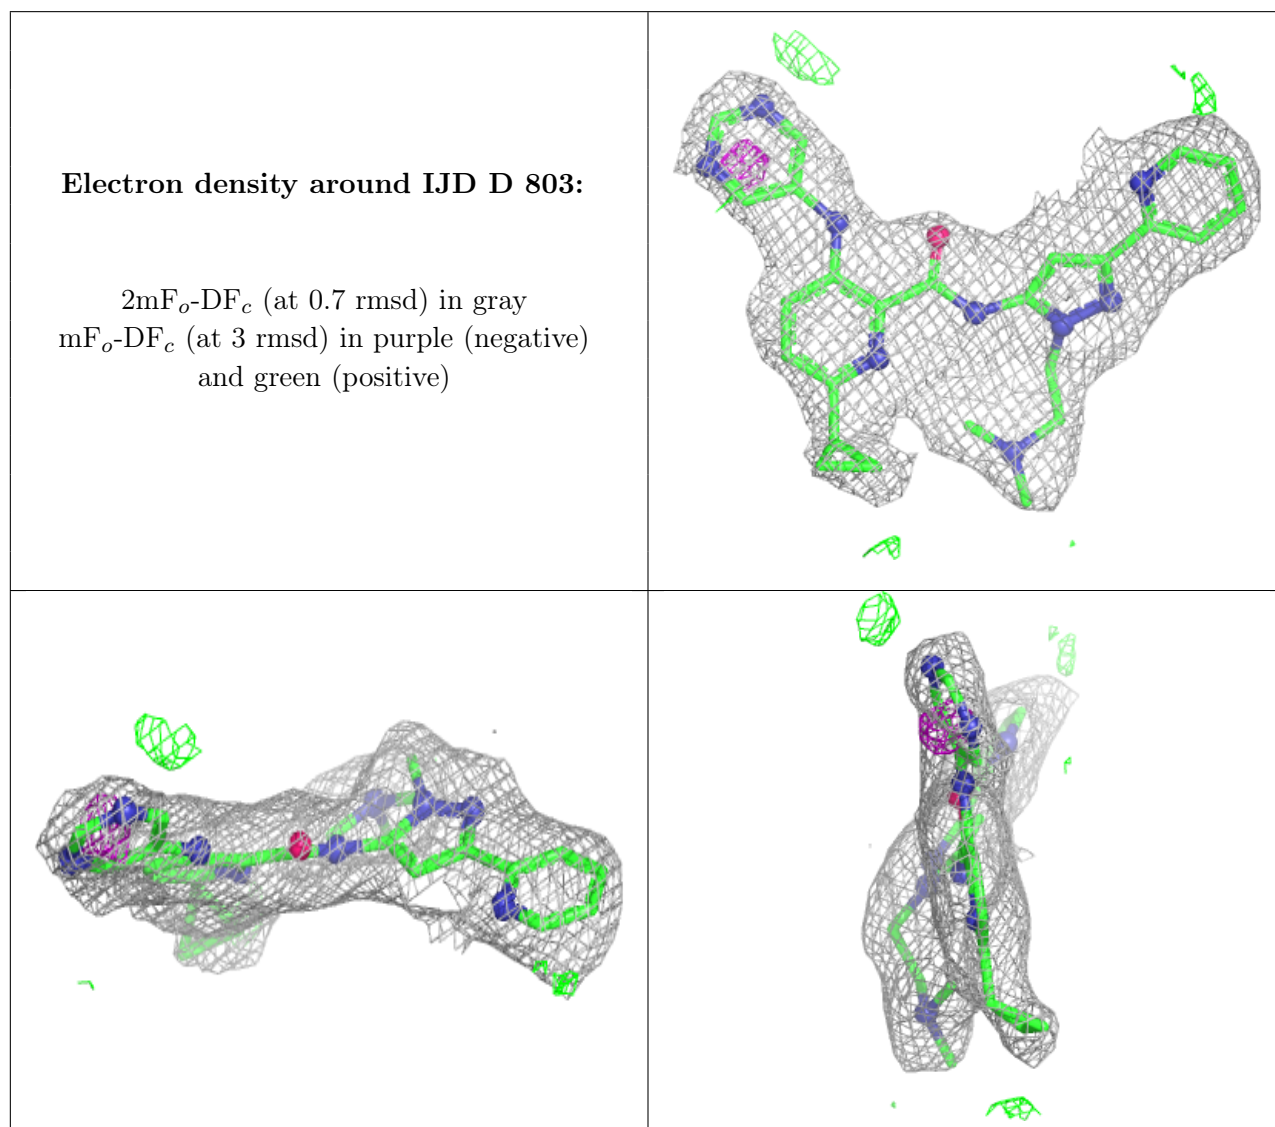 Electron density around IJD D 803:
2mFo-DFc (at 0.7 rmsd) in gray
mFo-DFc (at 3 rmsd) in purple (negative)
and green (positive)